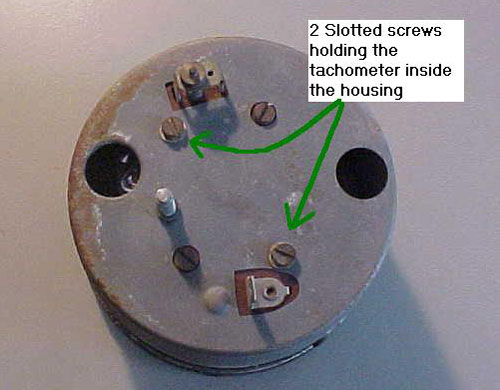 2 Slotted screws
holding the
tachometer inside
the housing